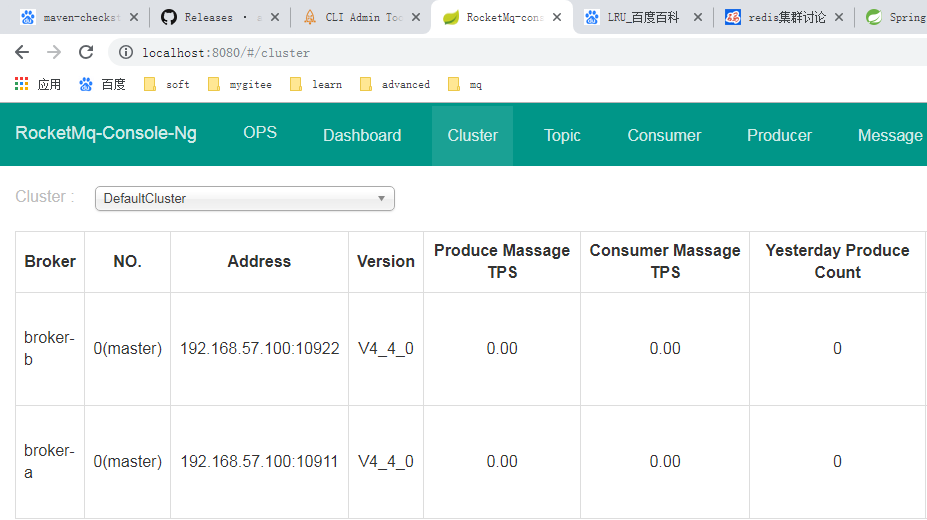 maven-checkst
Releases · a
CLI Admin Too
RocketMq-cons
LRU_百度百科
redis集群讨论
Spring
localhost:8080/#/cluster
应用 百度 soft mygitee learn advanced mq
RocketMq-Console-Ng OPS Dashboard Cluster Topic Consumer Producer Message
Cluster : DefaultCluster
Broker NO. Address Version Produce Massage TPS Consumer Massage TPS Yesterday Produce Count
broker-b 0(master) 192.168.57.100:10922 V4_4_0 0.00 0.00 0
broker-a 0(master) 192.168.57.100:10911 V4_4_0 0.00 0.00 0